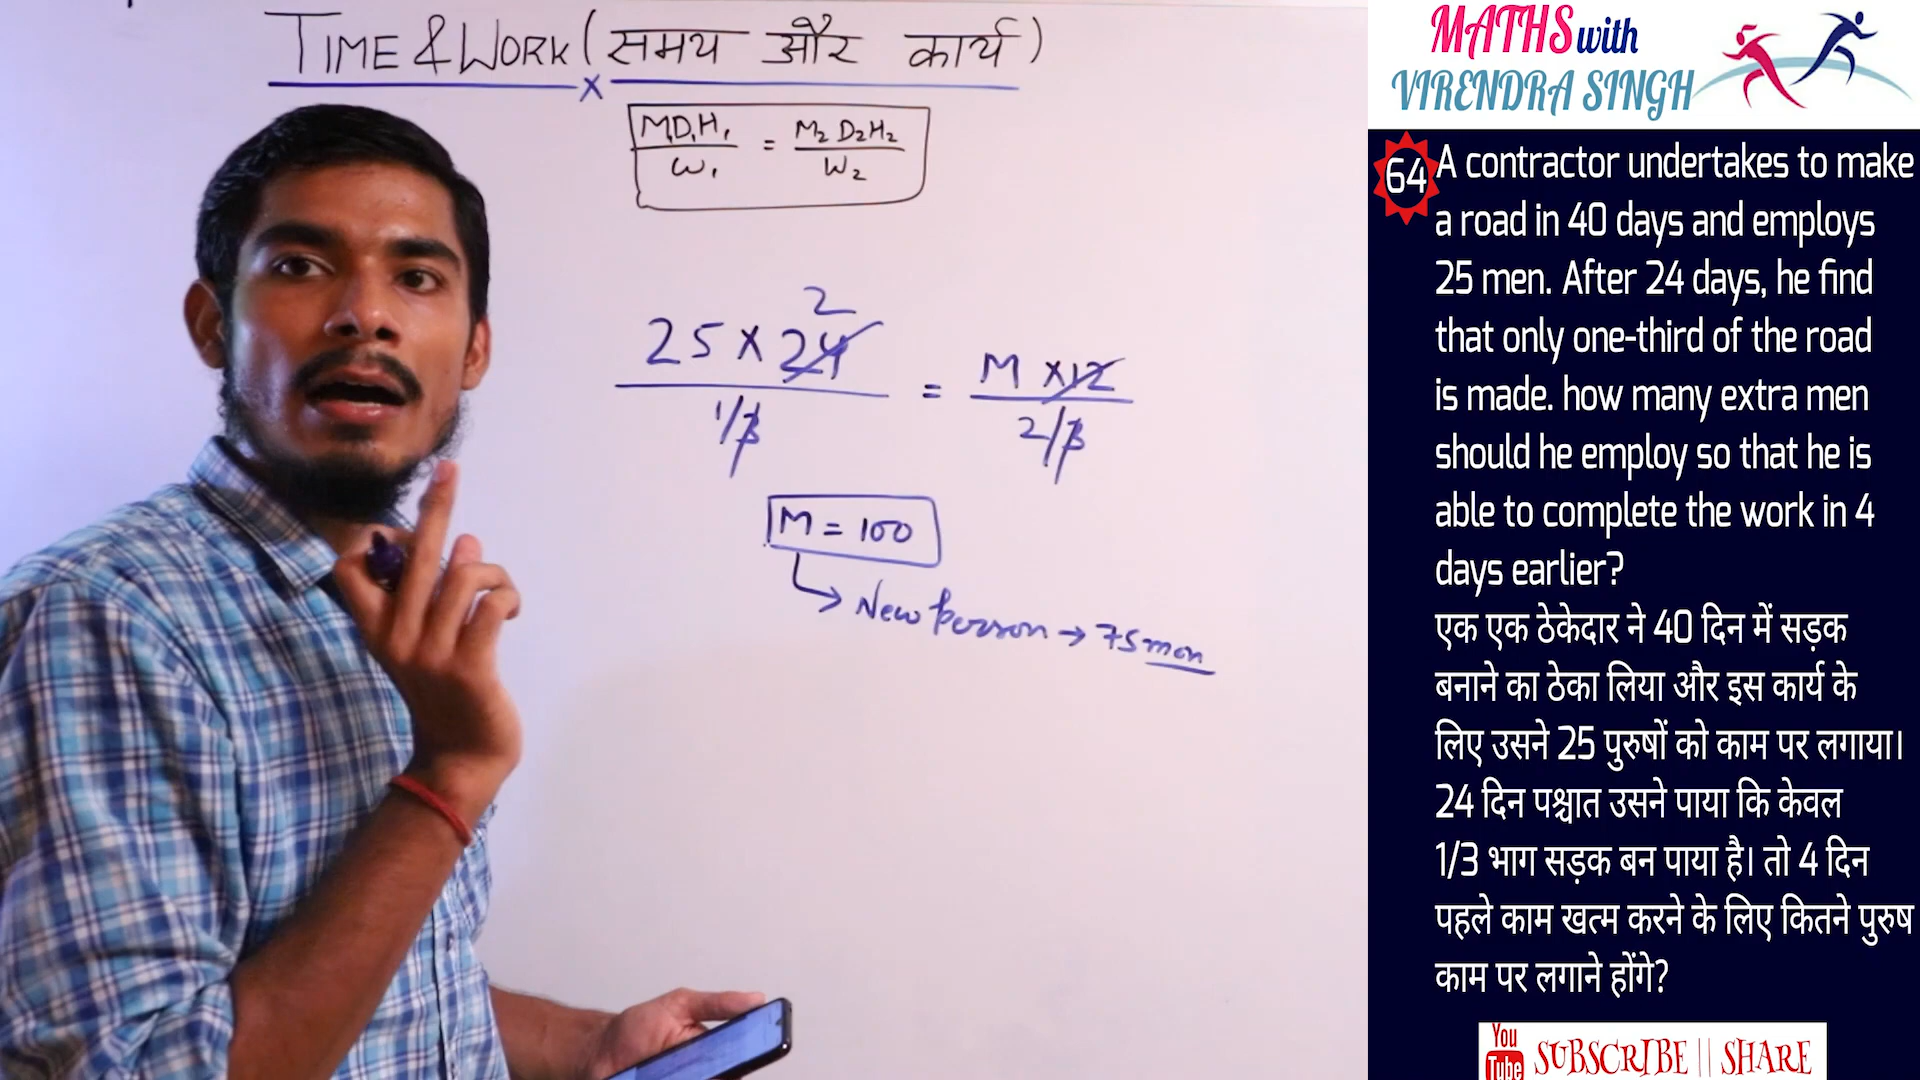 TIME & WORK (समय और कार्य)
x
M₁D₁H₁ / W₁ = M₂ D₂ H₂ / W₂
2
25 x 24 / 1/3 = M x 12 / 2/3
M = 100
New person → 75 men
MATHS with
VIRENDRA SINGH
64 A contractor undertakes to make
a road in 40 days and employs
25 men. After 24 days, he find
that only one-third of the road
is made. how many extra men
should he employ so that he is
able to complete the work in 4
days earlier?
एक एक ठेकेदार ने 40 दिन में सड़क
बनाने का ठेका लिया और इस कार्य के
लिए उसने 25 पुरुषों को काम पर लगाया।
24 दिन पश्चात उसने पाया कि केवल
1/3 भाग सड़क बन पाया है। तो 4 दिन
पहले काम खत्म करने के लिए कितने पुरुष
काम पर लगाने होंगे?
You
Tube SUBSCRIBE || SHARE